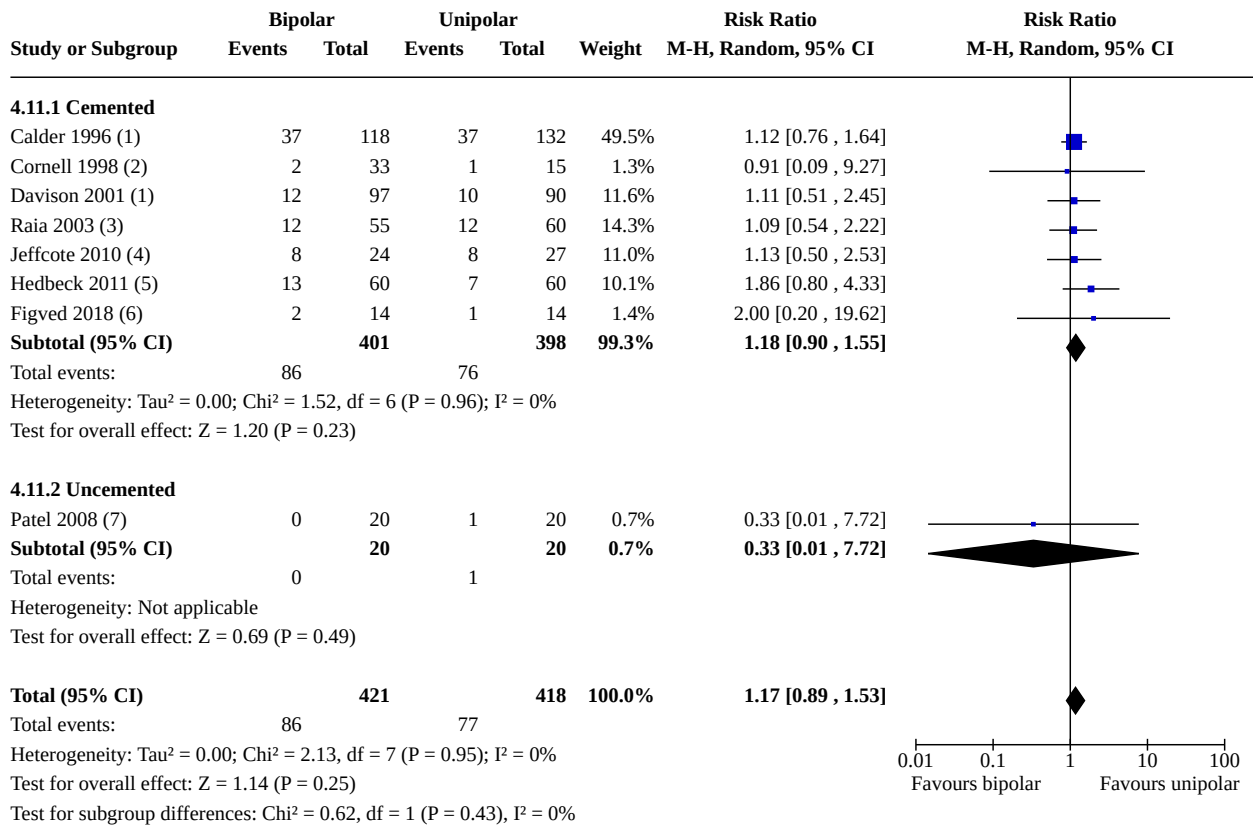 Bipolar Unipolar Risk Ratio Risk Ratio
Study or Subgroup Events Total Events Total Weight M-H, Random, 95% CI M-H, Random, 95% CI
4.11.1 Cemented
Calder 1996 (1) 37 118 37 132 49.5% 1.12 [0.76 , 1.64]
Cornell 1998 (2) 2 33 1 15 1.3% 0.91 [0.09 , 9.27]
Davison 2001 (1) 12 97 10 90 11.6% 1.11 [0.51 , 2.45]
Raia 2003 (3) 12 55 12 60 14.3% 1.09 [0.54 , 2.22]
Jeffcote 2010 (4) 8 24 8 27 11.0% 1.13 [0.50 , 2.53]
Hedbeck 2011 (5) 13 60 7 60 10.1% 1.86 [0.80 , 4.33]
Figved 2018 (6) 2 14 1 14 1.4% 2.00 [0.20 , 19.62]
Subtotal (95% CI) 401 398 99.3% 1.18 [0.90 , 1.55]
Total events: 86 76
Heterogeneity: Tau² = 0.00; Chi² = 1.52, df = 6 (P = 0.96); I² = 0%
Test for overall effect: Z = 1.20 (P = 0.23)
4.11.2 Uncemented
Patel 2008 (7) 0 20 1 20 0.7% 0.33 [0.01 , 7.72]
Subtotal (95% CI) 20 20 0.7% 0.33 [0.01 , 7.72]
Total events: 0 1
Heterogeneity: Not applicable
Test for overall effect: Z = 0.69 (P = 0.49)
Total (95% CI) 421 418 100.0% 1.17 [0.89 , 1.53]
Total events: 86 77
Heterogeneity: Tau² = 0.00; Chi² = 2.13, df = 7 (P = 0.95); I² = 0%
0.01 0.1 1 10 100
Test for overall effect: Z = 1.14 (P = 0.25)
Favours bipolar Favours unipolar
Test for subgroup differences: Chi² = 0.62, df = 1 (P = 0.43), I² = 0%